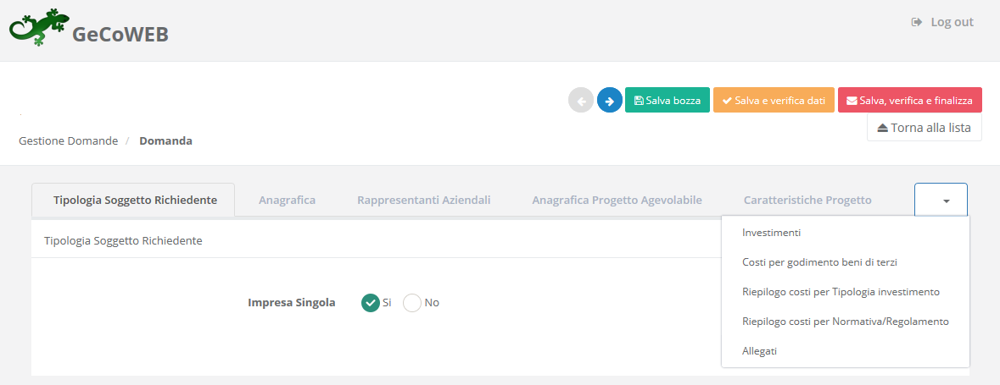 GeCoWEB
Log out
Salva bozza
Salva e verifica dati
Salva, verifica e finalizza
Torna alla lista
Gestione Domande / Domanda
Tipologia Soggetto Richiedente
Anagrafica
Rappresentanti Aziendali
Anagrafica Progetto Agevolabile
Caratteristiche Progetto
Investimenti
Costi per godimento beni di terzi
Riepilogo costi per Tipologia investimento
Riepilogo costi per Normativa/Regolamento
Allegati
Tipologia Soggetto Richiedente
Impresa Singola
Si
No